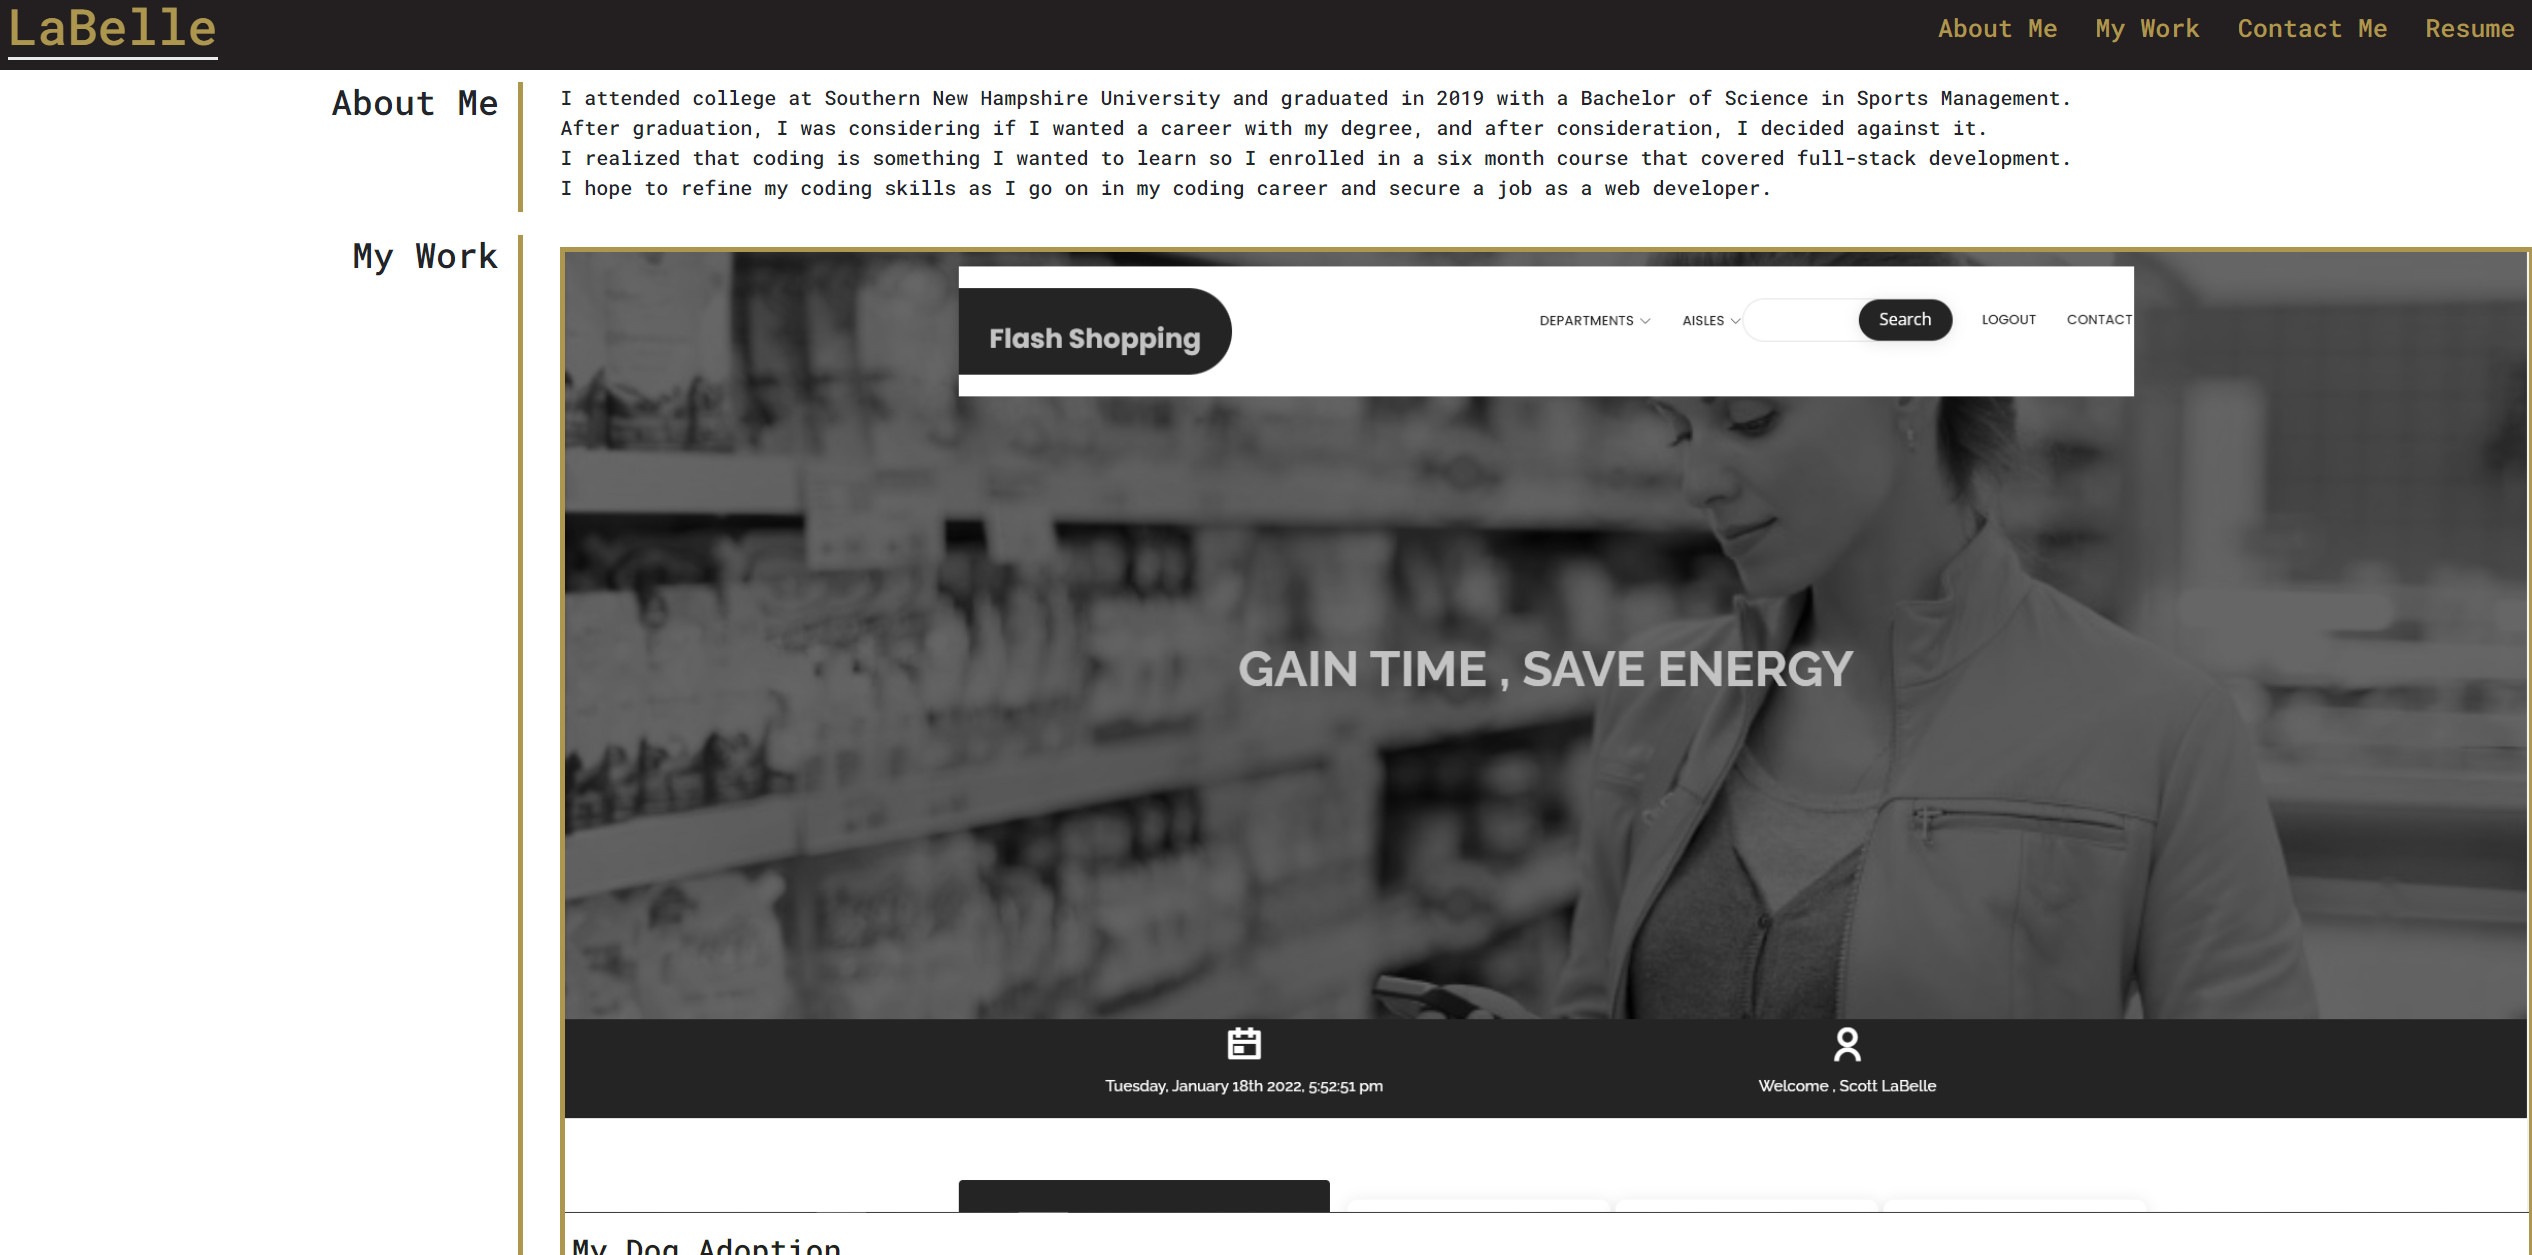 LaBelle
About Me My Work Contact Me Resume
About Me
I attended college at Southern New Hampshire University and graduated in 2019 with a Bachelor of Science in Sports Management.
After graduation, I was considering if I wanted a career with my degree, and after consideration, I decided against it.
I realized that coding is something I wanted to learn so I enrolled in a six month course that covered full-stack development.
I hope to refine my coding skills as I go on in my coding career and secure a job as a web developer.
My Work
Flash Shopping
DEPARTMENTS AISLES Search LOGOUT CONTACT
GAIN TIME , SAVE ENERGY
Tuesday, January 18th 2022, 5:52:51 pm
Welcome , Scott LaBelle
My Dog Adoption